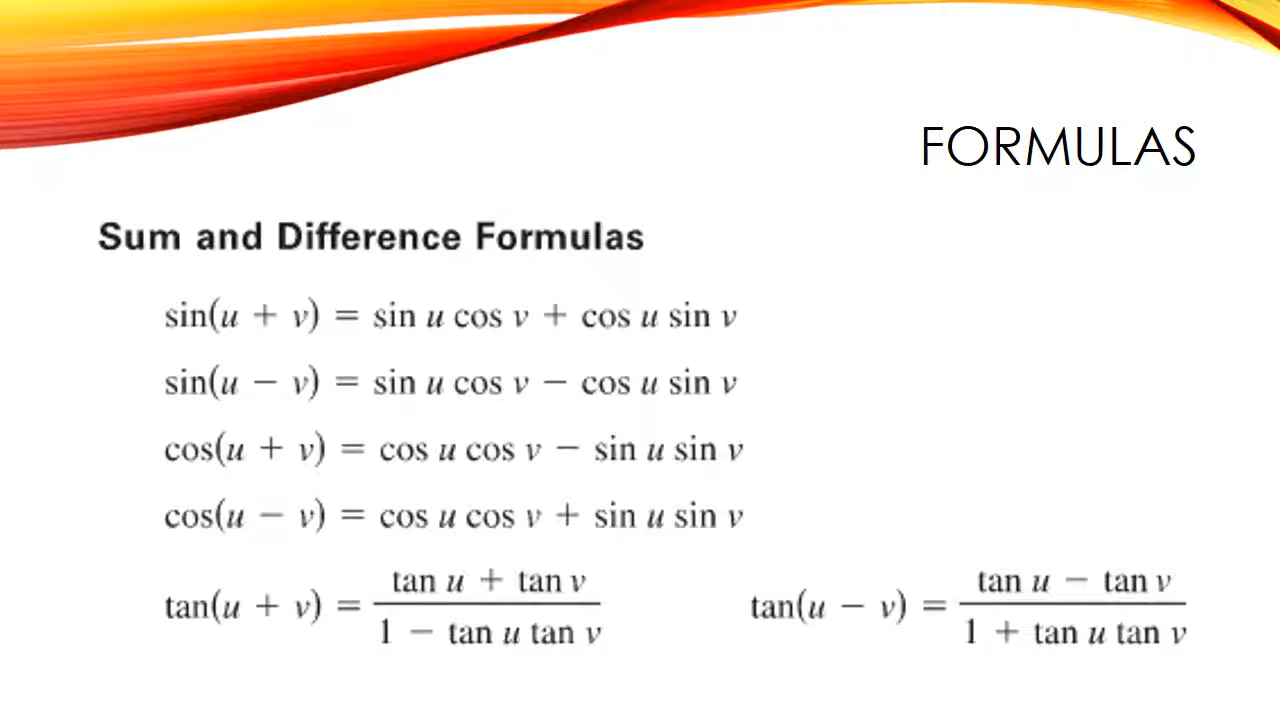 FORMULAS
Sum and Difference Formulas
sin(u + v) = sin u cos v + cos u sin v
sin(u − v) = sin u cos v − cos u sin v
cos(u + v) = cos u cos v − sin u sin v
cos(u − v) = cos u cos v + sin u sin v
tan(u + v) = (tan u + tan v) / (1 − tan u tan v)
tan(u − v) = (tan u − tan v) / (1 + tan u tan v)